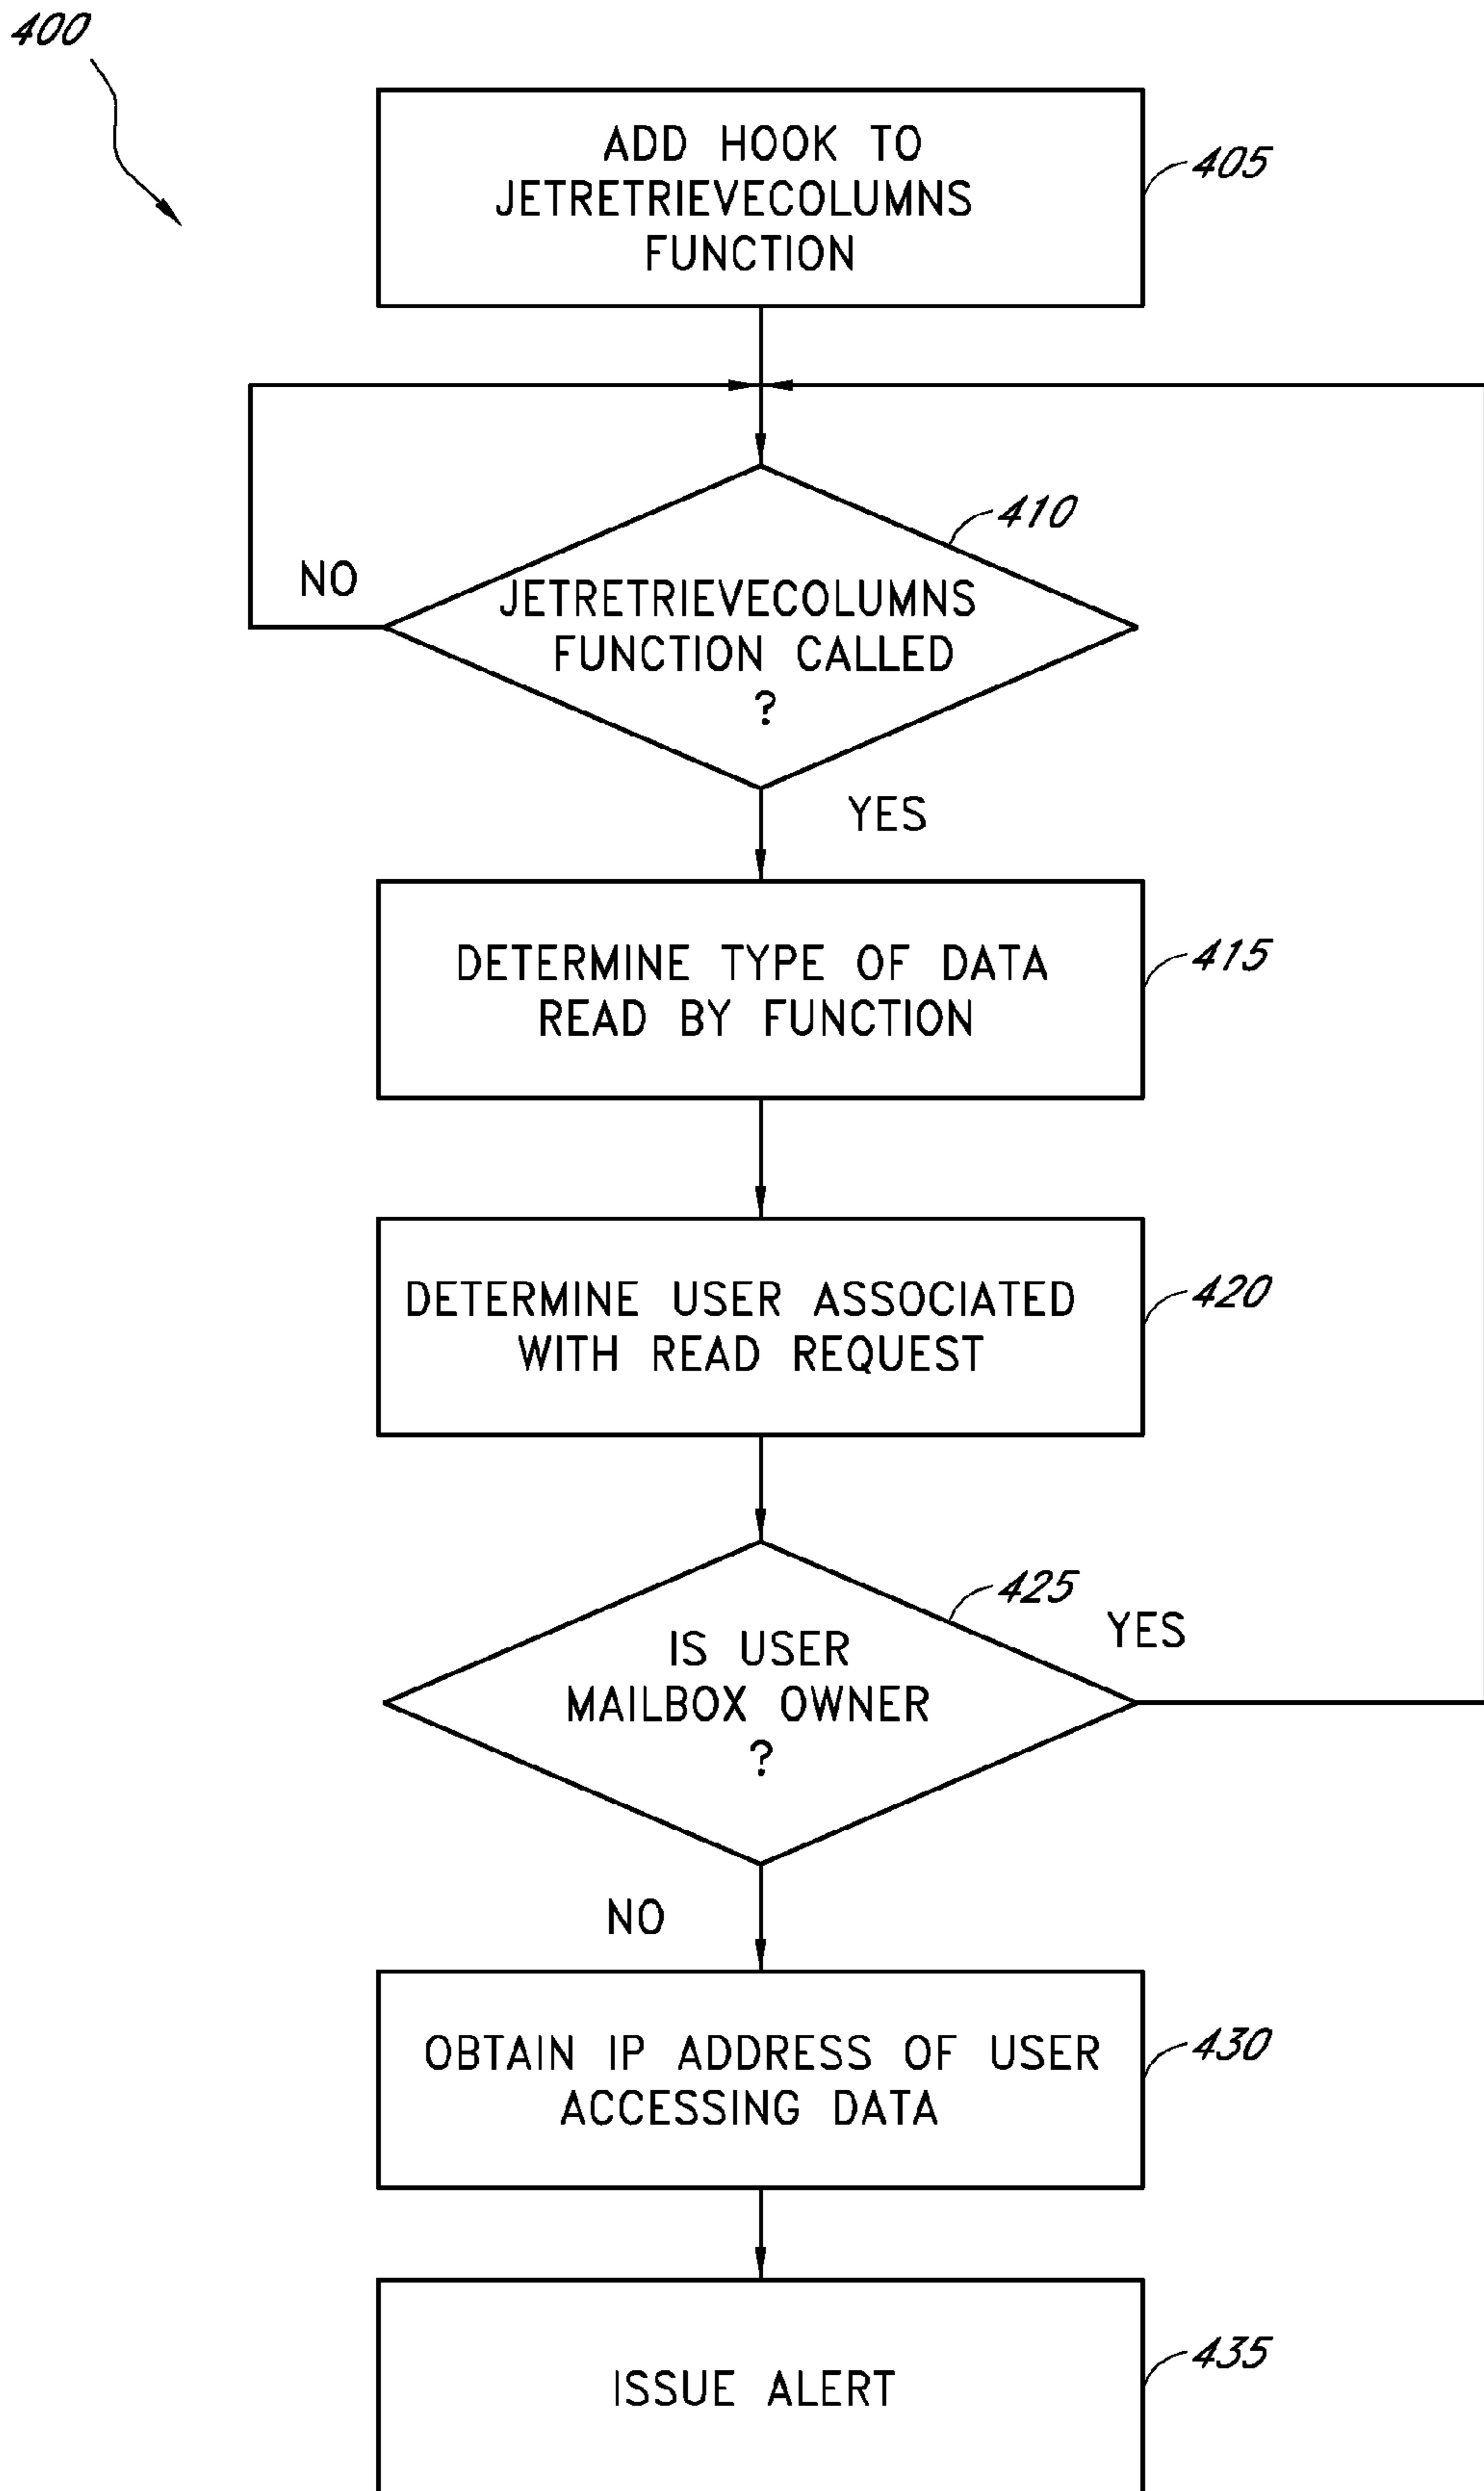 400
ADD HOOK TO
JETRETRIEVECOLUMNS
FUNCTION
405
410
NO
JETRETRIEVECOLUMNS
FUNCTION CALLED
?
YES
DETERMINE TYPE OF DATA
READ BY FUNCTION
415
DETERMINE USER ASSOCIATED
WITH READ REQUEST
420
425
YES
IS USER
MAILBOX OWNER
?
NO
OBTAIN IP ADDRESS OF USER
ACCESSING DATA
430
ISSUE ALERT
435